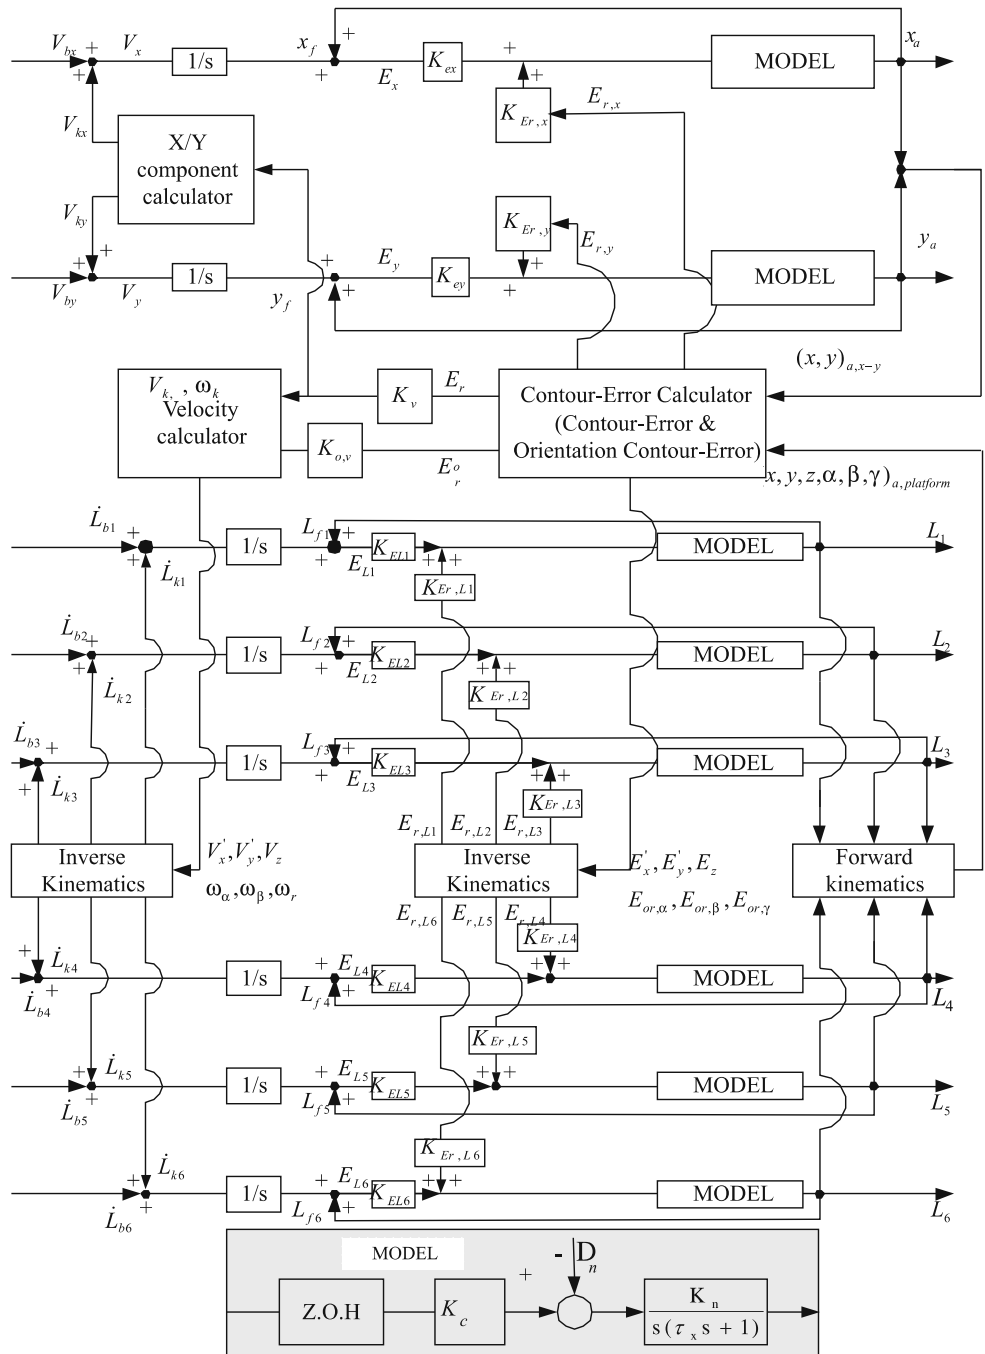 V_bx + V_x 1/s x_f + E_x K_ex + MODEL x_a
+ +
V_kx X/Y component calculator K_Er,x E_r,x
V_ky K_Er,y E_r,y y_a
+ + V_by V_y 1/s y_f + + E_y K_ey + + MODEL
(x, y)_a,x−y
V_k, , ω_k
Velocity
calculator
K_v E_r
K_o,v E_r^o
Contour-Error Calculator
(Contour-Error &
Orientation Contour-Error)
x, y, z, α, β, γ)_a,platform
L̇_b1 + + L̇_k1 1/s L_f1 + + E_L1 K_EL1 + + MODEL L_1
K_Er,L1
L̇_b2 + + L̇_k2 1/s L_f2 + + E_L2 K_EL2 + + MODEL L_2
K_Er,L2
L̇_b3 + + L̇_k3 1/s L_f3 + + E_L3 K_EL3 + + MODEL L_3
K_Er,L3
E_r,L1 E_r,L2 E_r,L3
Inverse
Kinematics
V_x', V_y', V_z
ω_α, ω_β, ω_r
Inverse
Kinematics
E_x', E_y', E_z
E_or,α, E_or,β, E_or,γ
Forward
kinematics
E_r,L6 E_r,L5 E_r,L4
K_Er,L4
+ L̇_k4 + L̇_b4 1/s + E_L4 L_f4 + K_EL4 + + MODEL L_4
K_Er,L5
+ L̇_k5 + L̇_b5 1/s + E_L5 L_f5 + K_EL5 + + MODEL L_5
K_Er,L6
+ L̇_k6 + L̇_b6 1/s + E_L6 L_f6 + K_EL6 + + MODEL L_6
MODEL
Z.O.H K_c + - D_n
K_n
s(τ_x s + 1)